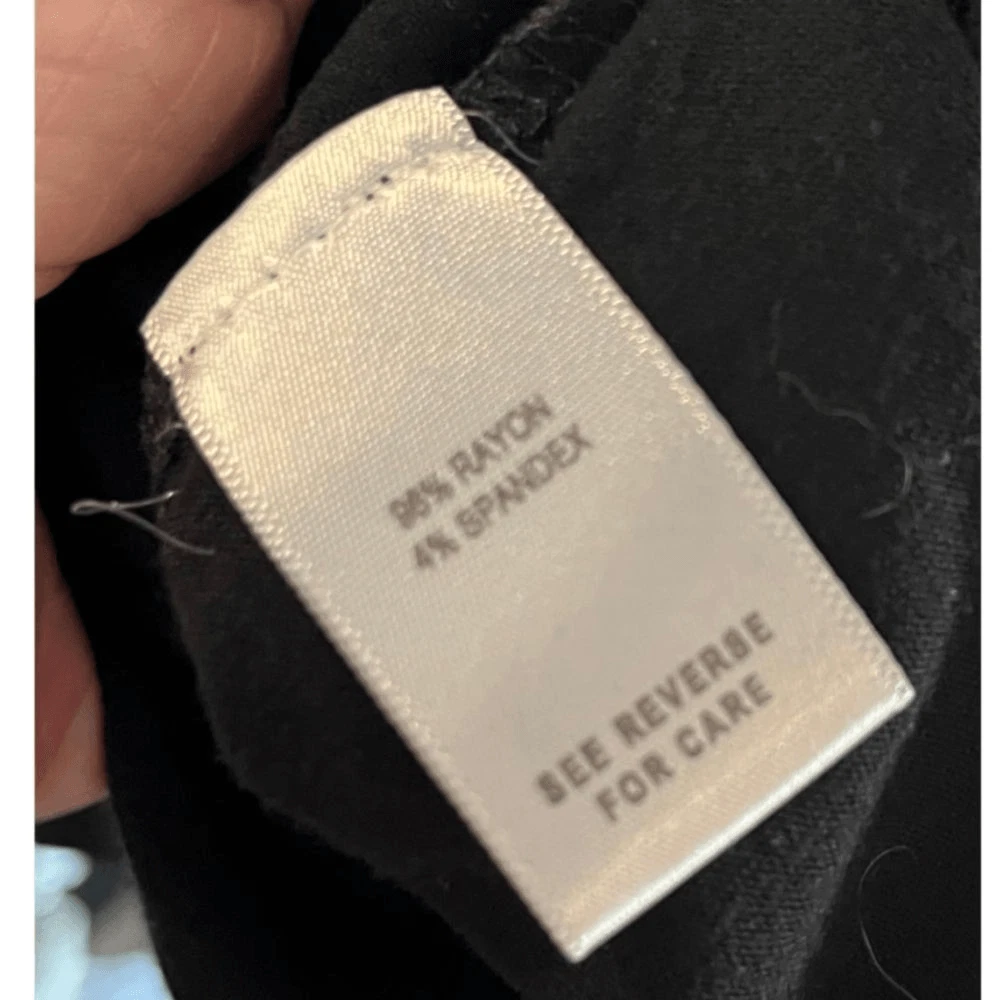 96% RAYON
4% SPANDEX
SEE REVERSE
FOR CARE